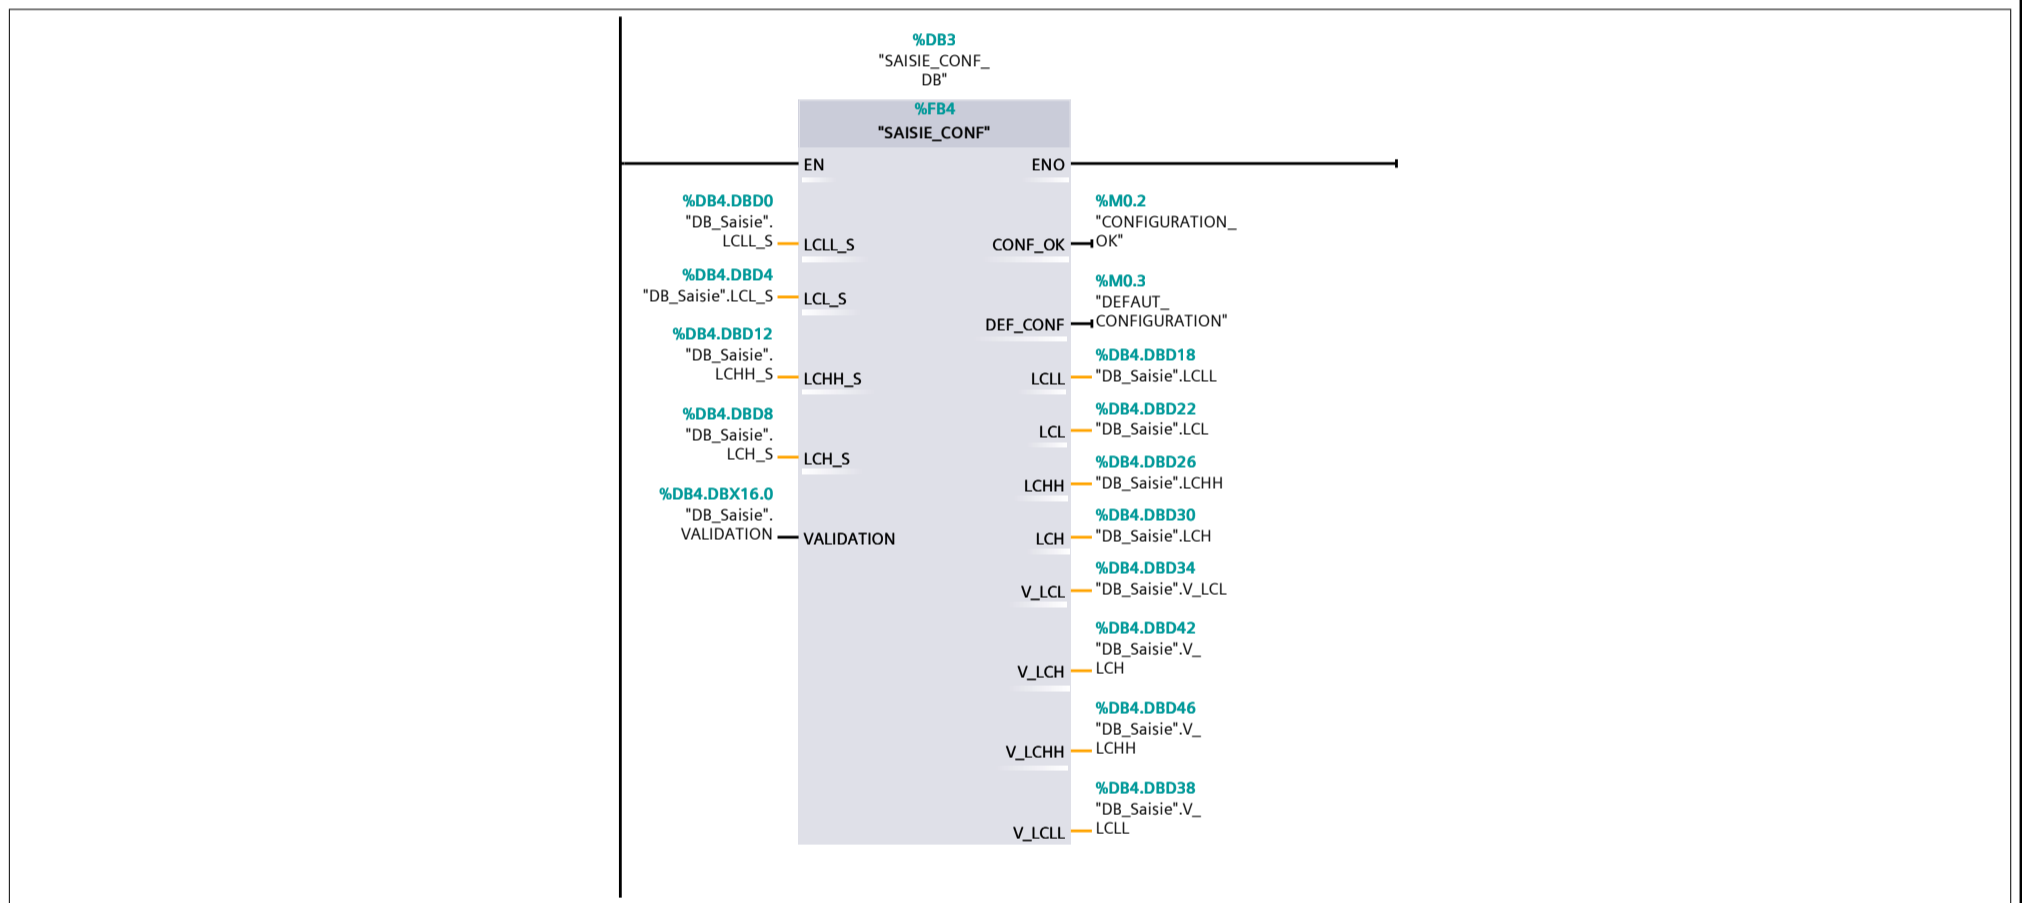 %DB3
"SAISIE_CONF_
DB"
%FB4
"SAISIE_CONF"
EN
ENO
%DB4.DBD0
"DB_Saisie".
LCLL_S
LCLL_S
%DB4.DBD4
"DB_Saisie".LCL_S
LCL_S
%DB4.DBD12
"DB_Saisie".
LCHH_S
LCHH_S
%DB4.DBD8
"DB_Saisie".
LCH_S
LCH_S
%DB4.DBX16.0
"DB_Saisie".
VALIDATION
VALIDATION
%M0.2
"CONFIGURATION_
CONF_OK
OK"
%M0.3
"DEFAUT_
DEF_CONF
CONFIGURATION"
%DB4.DBD18
LCLL
"DB_Saisie".LCLL
%DB4.DBD22
LCL
"DB_Saisie".LCL
%DB4.DBD26
LCHH
"DB_Saisie".LCHH
%DB4.DBD30
LCH
"DB_Saisie".LCH
%DB4.DBD34
V_LCL
"DB_Saisie".V_LCL
%DB4.DBD42
"DB_Saisie".V_
V_LCH
LCH
%DB4.DBD46
"DB_Saisie".V_
V_LCHH
LCHH
%DB4.DBD38
"DB_Saisie".V_
V_LCLL
LCLL